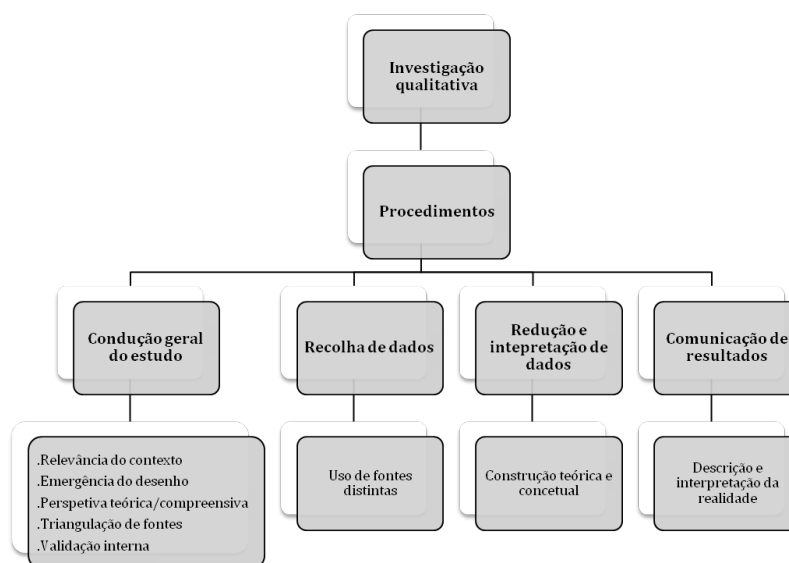 Investigação
qualitativa
Procedimentos
Condução geral
do estudo
Recolha de dados
Redução e
intepretação de
dados
Comunicação de
resultados
.Relevância do contexto
.Emergência do desenho
.Perspetiva teórica/compreensiva
.Triangulação de fontes
.Validação interna
Uso de fontes
distintas
Construção teórica e
concetual
Descrição e
interpretação da
realidade